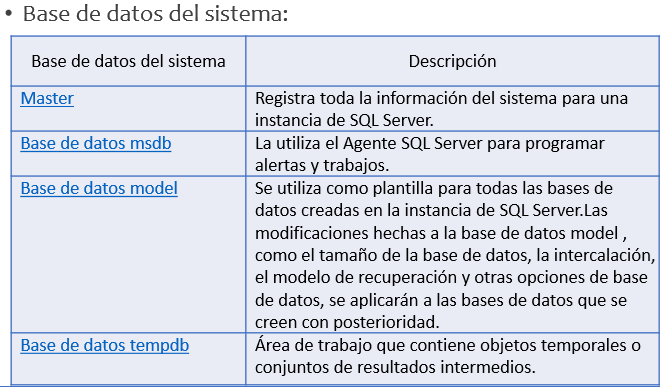 • Base de datos del sistema:
Base de datos del sistema
Descripción
Master
Registra toda la información del sistema para una
instancia de SQL Server.
Base de datos msdb
La utiliza el Agente SQL Server para programar
alertas y trabajos.
Base de datos model
Se utiliza como plantilla para todas las bases de
datos creadas en la instancia de SQL Server.Las
modificaciones hechas a la base de datos model ,
como el tamaño de la base de datos, la intercalación,
el modelo de recuperación y otras opciones de base
de datos, se aplicarán a las bases de datos que se
creen con posterioridad.
Base de datos tempdb
Área de trabajo que contiene objetos temporales o
conjuntos de resultados intermedios.